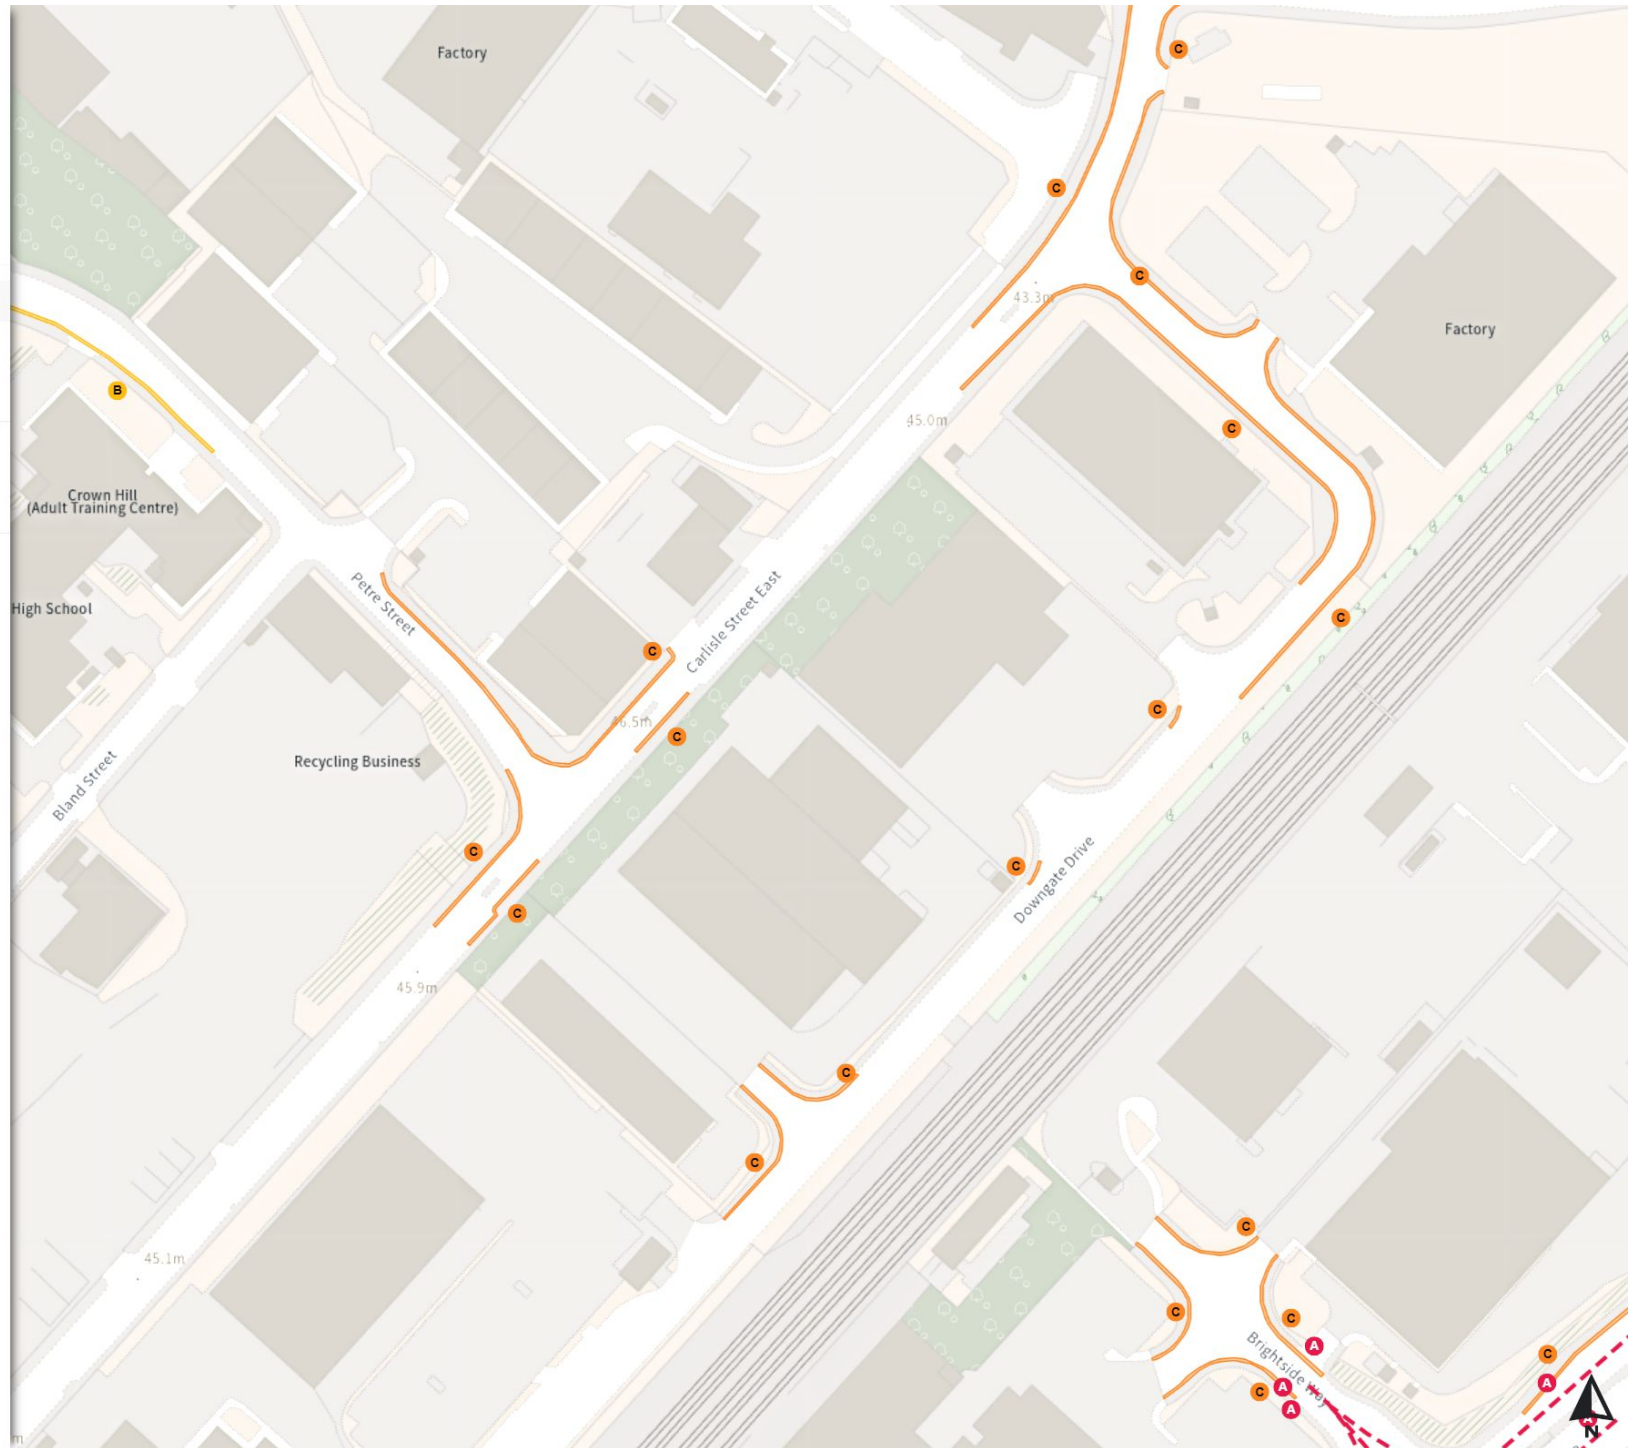 Factory
C
C
43.3m
C
Factory
B
45.0m
C
Crown Hill
(Adult Training Centre)
Petre Street
High School
Carlisle Street East
C
C
C
46.5m
C
Recycling Business
Bland Street
C
C
Downgate Drive
C
45.9m
C
C
C
45.1m
C
C
A
Brightside Way
C
A
A
C
A
N
m